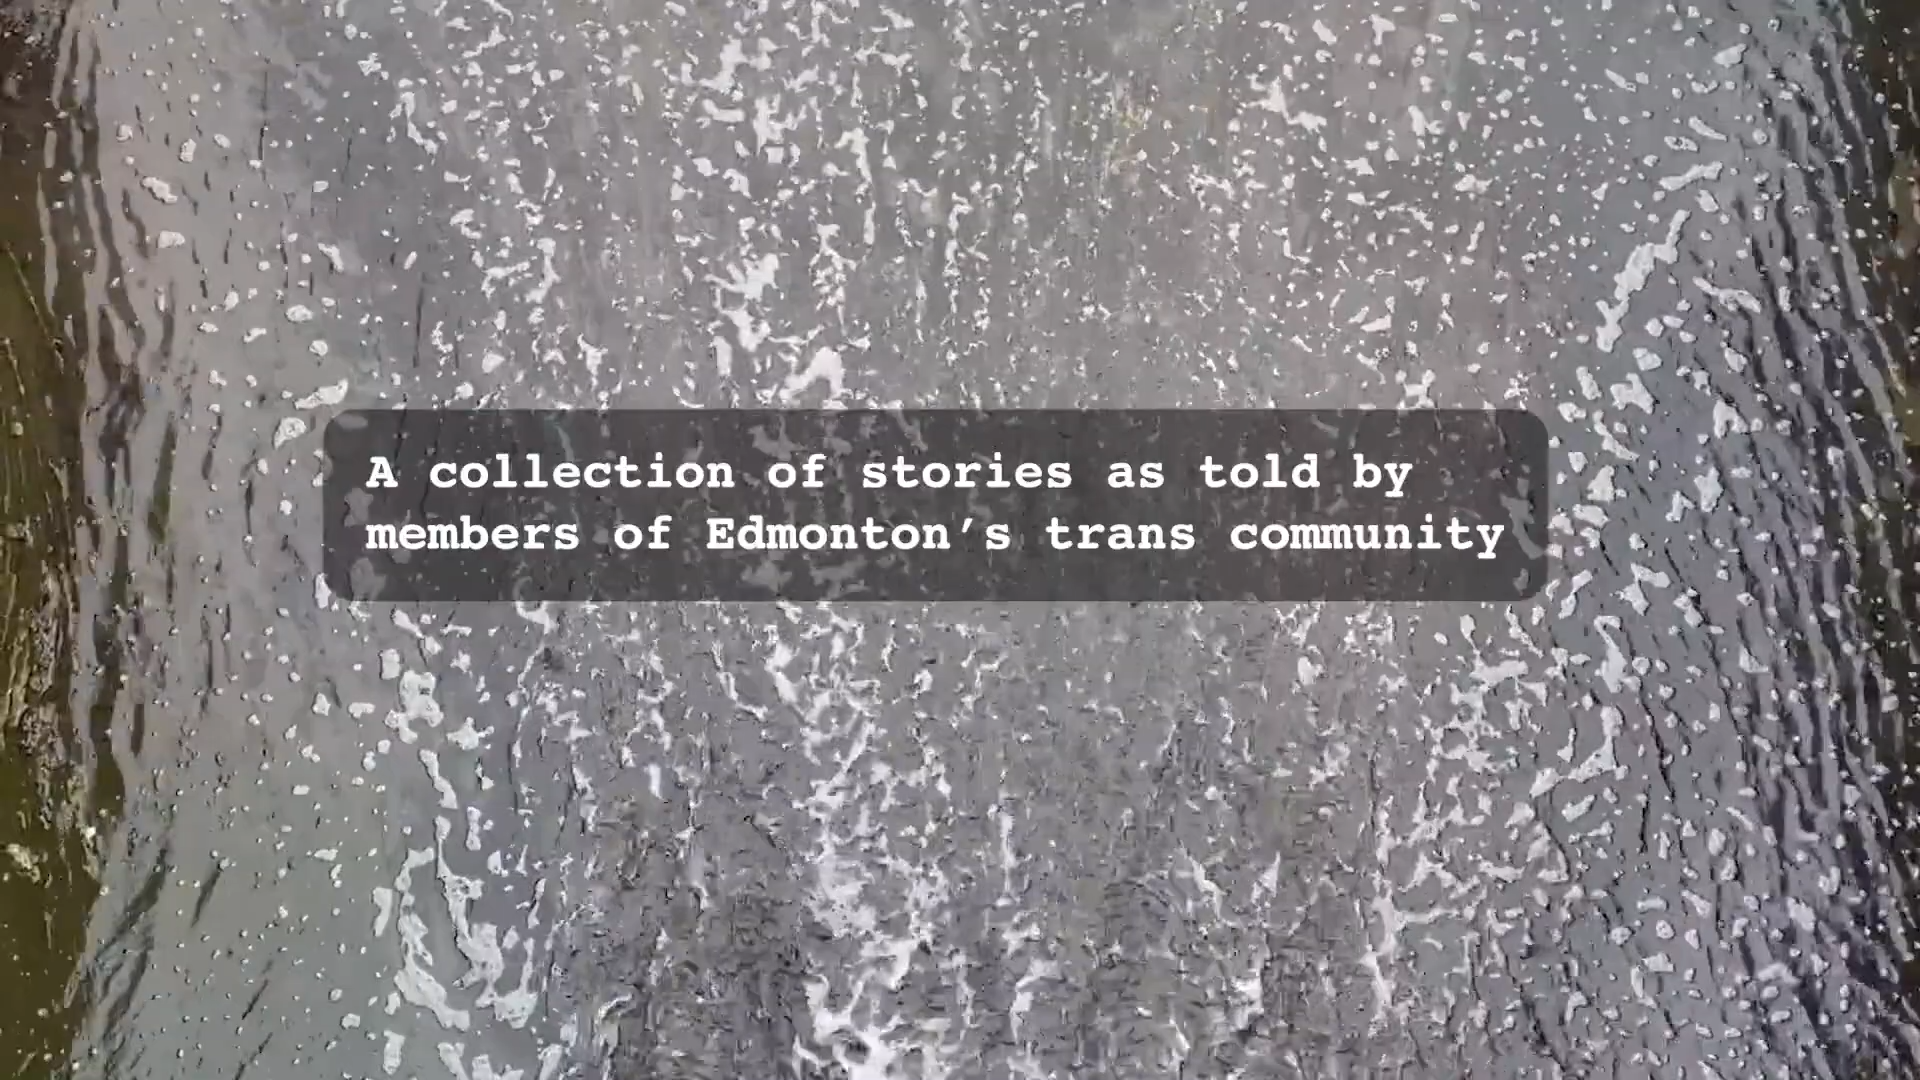 A collection of stories as told by
members of Edmonton’s trans community